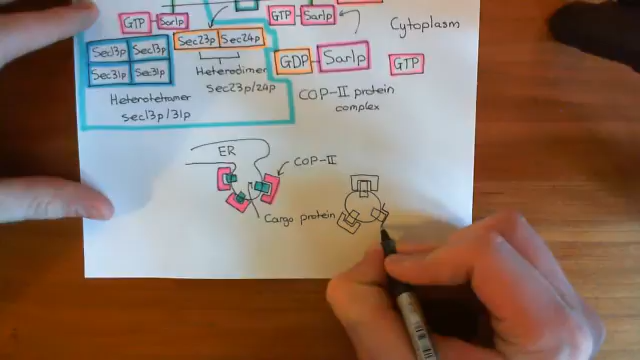 GTP Sar1p
GTP Sar1p
Cytoplasm
Sec23p Sec24p
Sec13p Sec13p
Sec31p Sec31p
GDP Sar1p
GTP
Heterodimer
sec23p/24p
Heterotetramer
sec13p/31p
COP-II protein
complex
ER
COP-II
Cargo protein